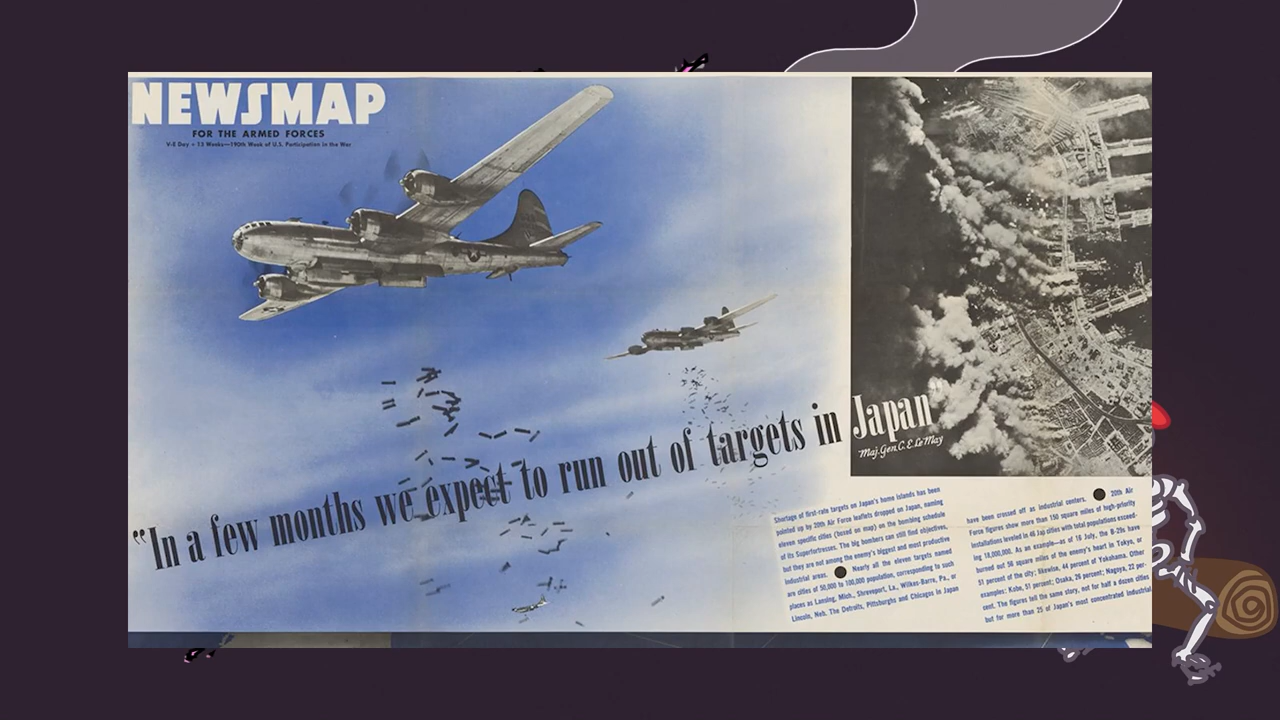 NEWSMAP
FOR THE ARMED FORCES
V-E Day + 13 Weeks—190th Week of U.S. Participation in the War
"In a few months we expect to run out of targets in Japan"
Maj. Gen. C. E. LeMay
Shortage of first-rate targets on Japan's home islands has been
pointed up by 20th Air Force leaflets dropped on Japan, naming
eleven specific cities (boxed on map) on the bombing schedule
of its Superfortresses. The big bombers can still find objectives,
but they are not among the enemy's biggest and most productive
industrial areas. ● Nearly all the eleven targets named
are cities of 50,000 to 100,000 population, corresponding to such
places as Lansing, Mich., Shreveport, La., Wilkes-Barre, Pa., or
Lincoln, Neb. The Detroits, Pittsburghs and Chicagos in Japan
have been crossed off as industrial centers. ● 20th Air
Force figures show more than 150 square miles of high-priority
installations leveled in 46 Jap cities with total populations exceed-
ing 18,000,000. As an example—as of 16 July, the B-29s have
burned out 56 square miles of the enemy's heart in Tokyo, or
51 percent of the city; likewise, 44 percent of Yokohama. Other
examples: Kobe, 51 percent; Osaka, 26 percent; Nagoya, 22 per-
cent. The figures tell the same story, not for half a dozen cities
but for more than 25 of Japan's most concentrated industrial